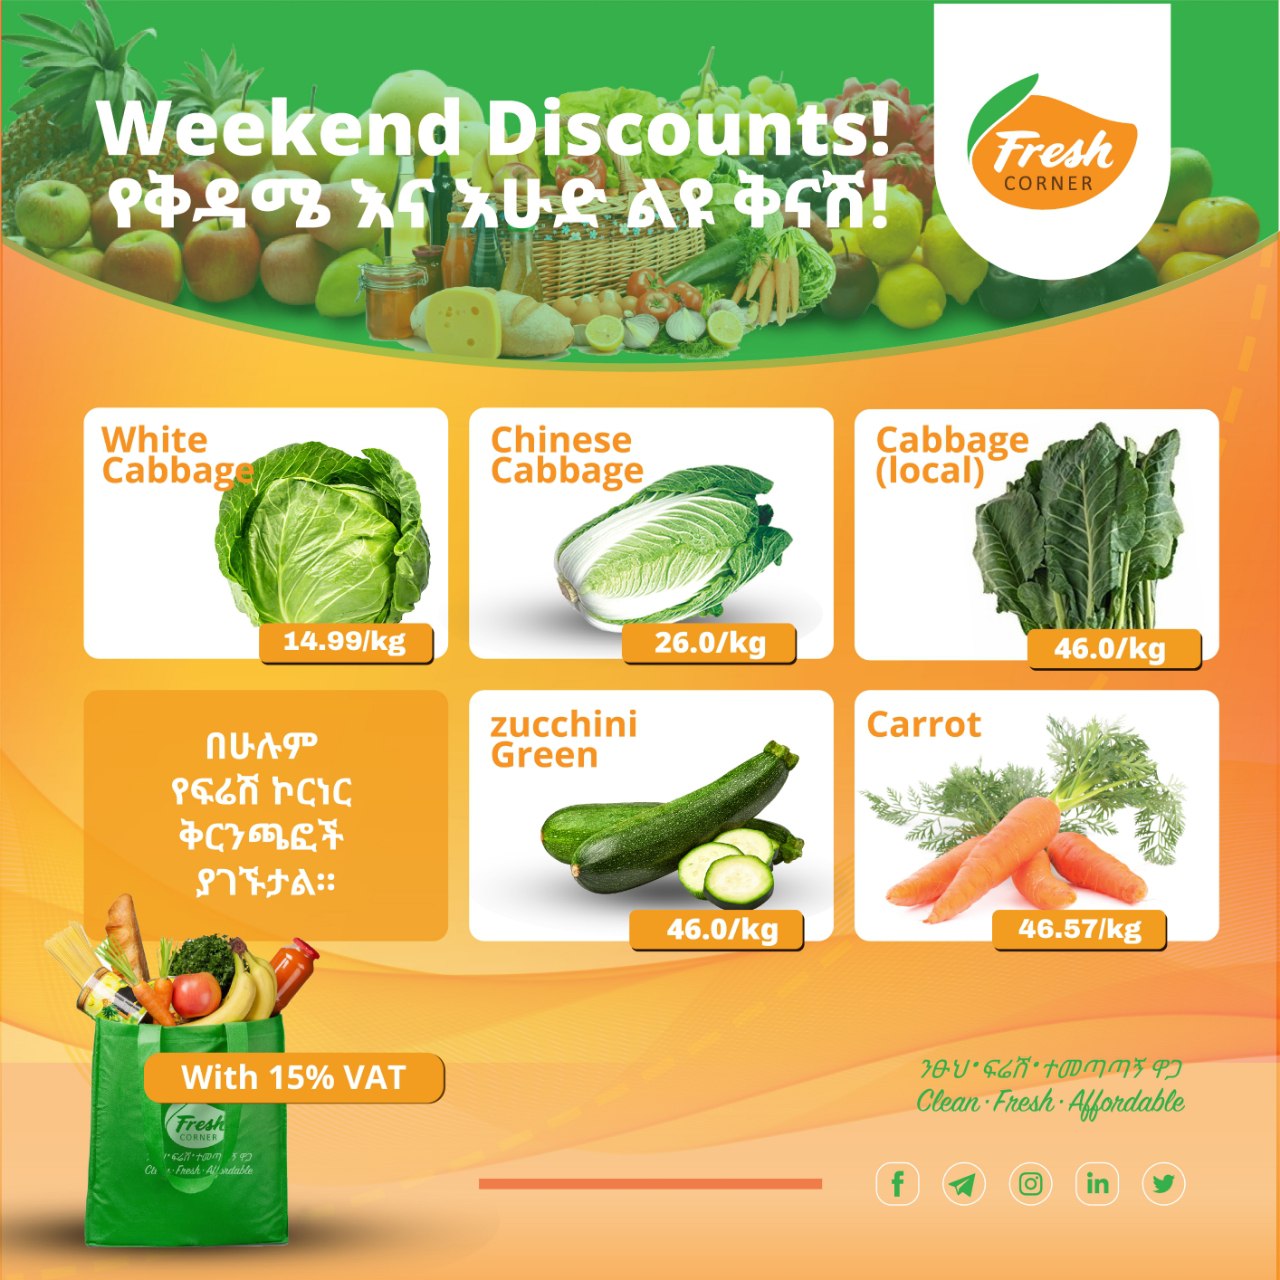 Weekend Discounts!
የቅዳሜ እና እሁድ ልዩ ቅናሽ!
Fresh
CORNER
White
Cabbage
14.99/kg
Chinese
Cabbage
26.0/kg
Cabbage
(local)
46.0/kg
በሁሉም
የፍሬሽ ኮርነር
ቅርንጫፎች
ያገኙታል።
zucchini
Green
46.0/kg
Carrot
46.57/kg
With 15% VAT
Fresh
CORNER
ንፁህ·ፍሬሽ·ተመጣጣኝ ዋጋ
Clean · Fresh · Affordable